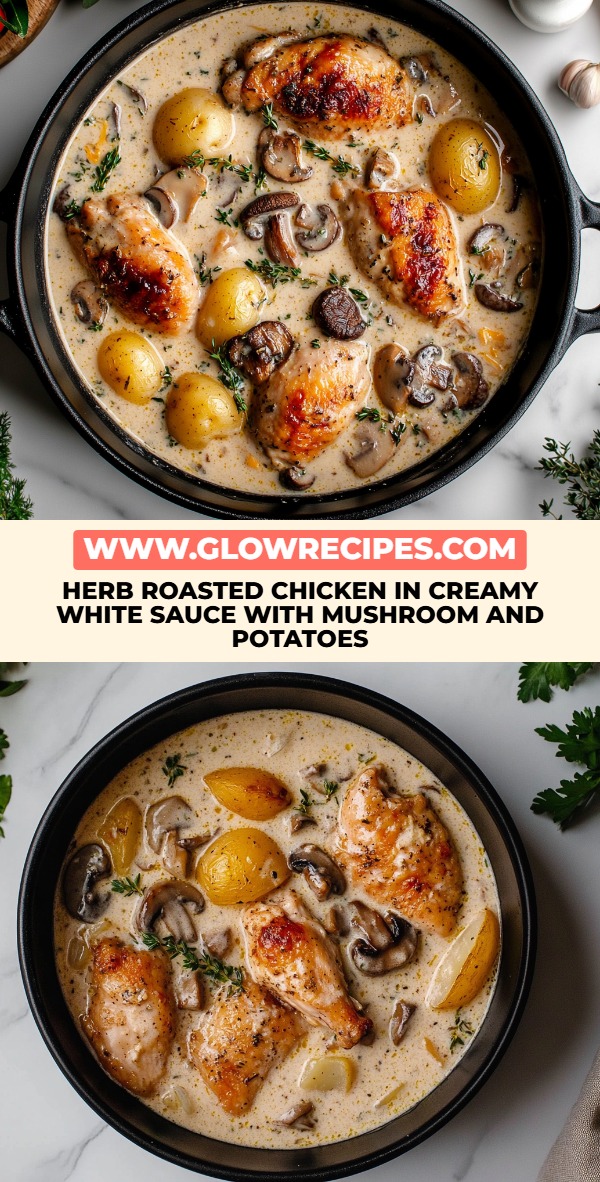 WWW.GLOWRECIPES.COM
HERB ROASTED CHICKEN IN CREAMY
WHITE SAUCE WITH MUSHROOM AND
POTATOES